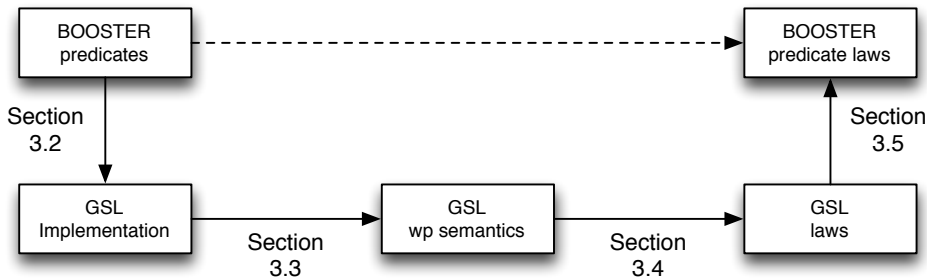 BOOSTER
predicates
BOOSTER
predicate laws
Section
3.2
Section
3.5
GSL
Implementation
GSL
wp semantics
GSL
laws
Section
3.3
Section
3.4